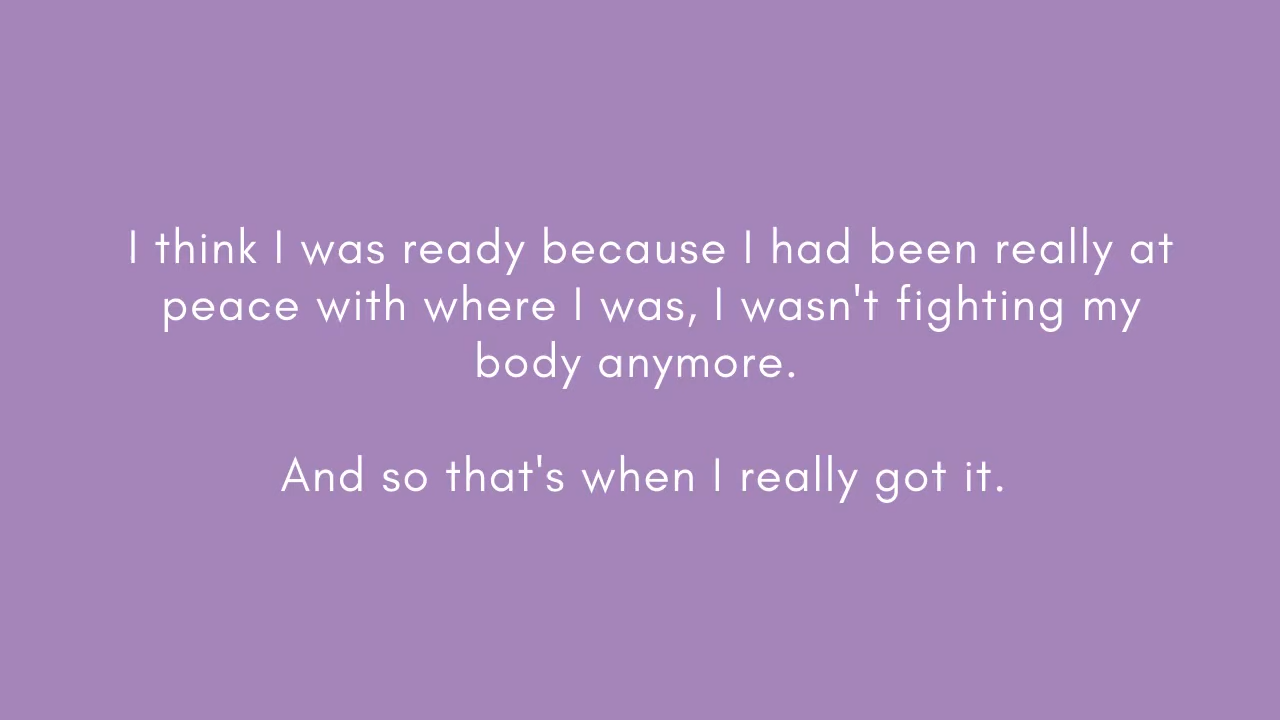 I think I was ready because I had been really at
peace with where I was, I wasn't fighting my
body anymore.
And so that's when I really got it.